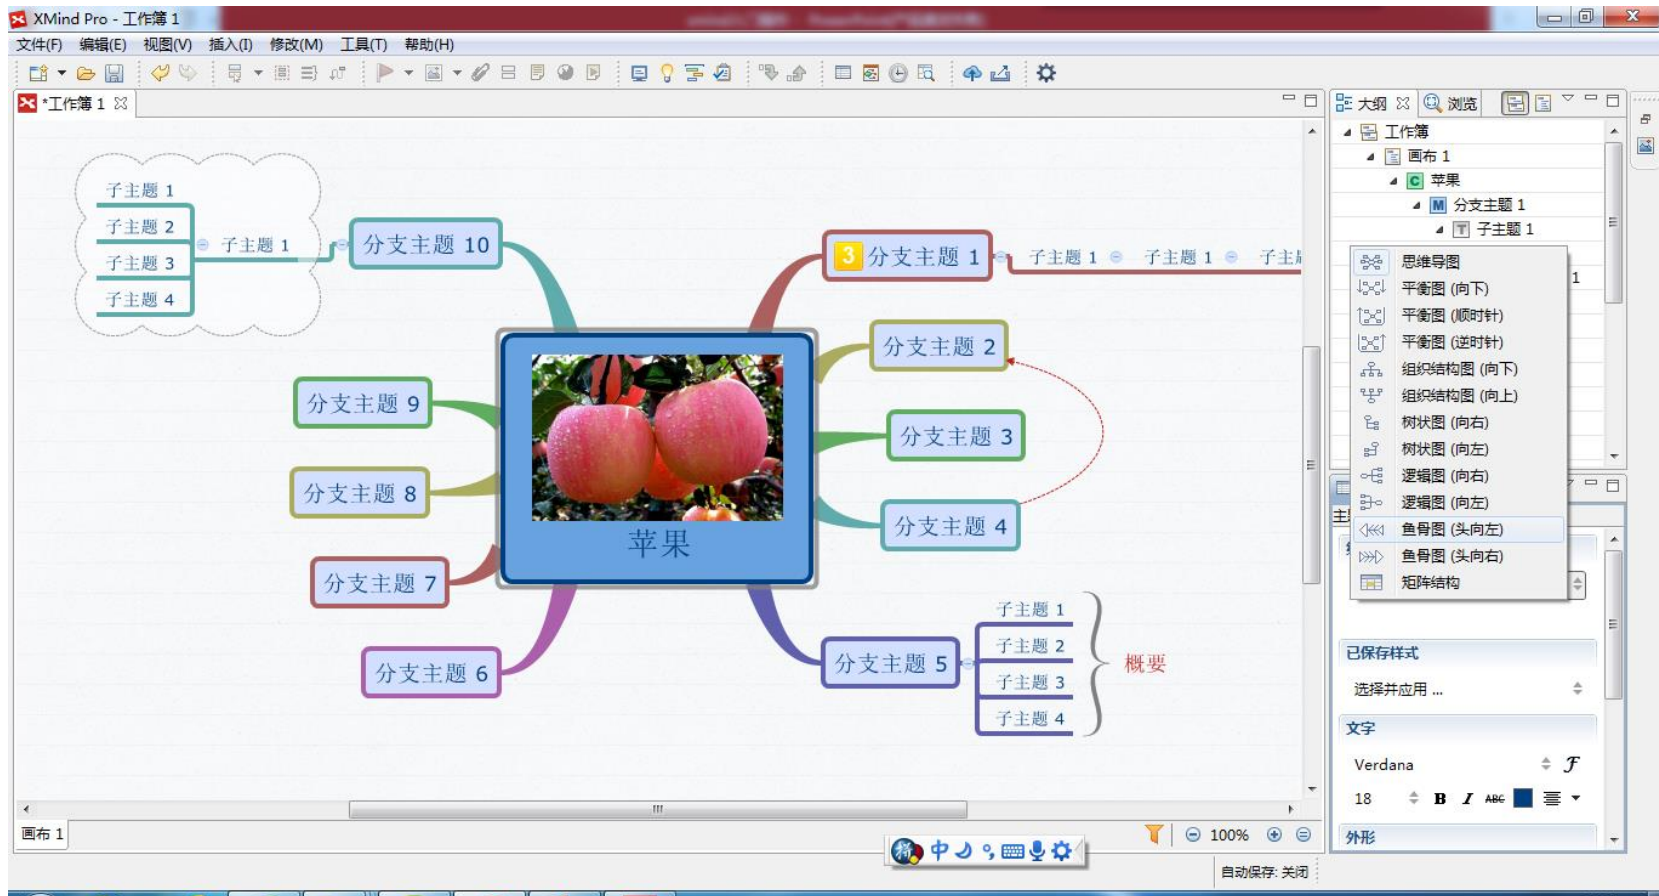 XMind Pro - 工作簿 1
文件(F) 编辑(E) 视图(V) 插入(I) 修改(M) 工具(T) 帮助(H)
*工作簿 1
大纲 浏览
工作簿
画布 1
C 苹果
M 分支主题 1
T 子主题 1
1
子主题 1
子主题 2
子主题 3
子主题 4
子主题 1
分支主题 10
3 分支主题 1
子主题 1
子主题 1
子主
分支主题 2
分支主题 9
分支主题 3
分支主题 8
分支主题 4
苹果
分支主题 7
分支主题 6
分支主题 5
子主题 1
子主题 2
子主题 3
子主题 4
概要
思维导图
平衡图 (向下)
平衡图 (顺时针)
平衡图 (逆时针)
组织结构图 (向下)
组织结构图 (向上)
树状图 (向右)
树状图 (向左)
逻辑图 (向右)
逻辑图 (向左)
鱼骨图 (头向左)
鱼骨图 (头向右)
矩阵结构
已保存样式
选择并应用 ...
文字
Verdana
18 B I ABC
外形
画布 1
100%
拼 中
自动保存: 关闭